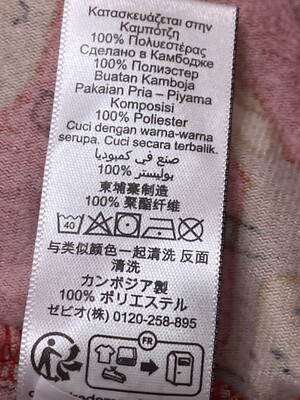 Κατασκευάζεται στην
Καμπότζη
100% Πολυεστέρας
Сделано в Камбодже
100% Полиэстер
Buatan Kamboja
Pakaian Pria – Piyama
Komposisi
100% Poliester
Cuci dengan warna-warna
serupa. Cuci secara terbalik.
صنع في كمبوديا
100% بوليستر
柬埔寨制造
100% 聚酯纤维
40
与类似颜色一起清洗 反面
清洗
カンボジア製
100% ポリエステル
ゼビオ(株) 0120-258-895
FR